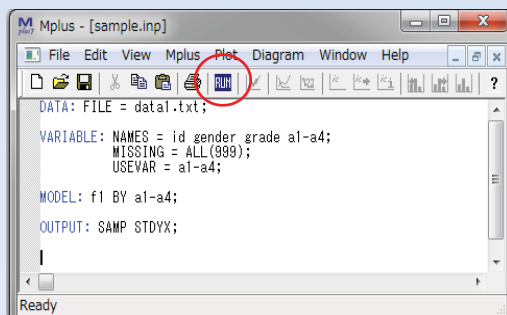 Mplus - [sample.inp]
File Edit View Mplus Plot Diagram Window Help
RUN
DATA: FILE = data1.txt;
VARIABLE: NAMES = id gender grade a1-a4;
MISSING = ALL(999);
USEVAR = a1-a4;
MODEL: f1 BY a1-a4;
OUTPUT: SAMP STDYX;
Ready